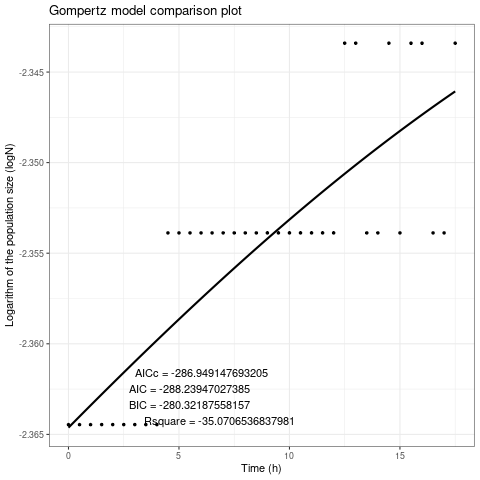 Gompertz model comparison plot
Logarithm of the population size (logN)
-2.345
-2.350
-2.355
-2.360
-2.365
AICc = -286.949147693205
AIC = -288.23947027385
BIC = -280.32187558157
Rsquare = -35.0706536837981
0 5 10 15
Time (h)